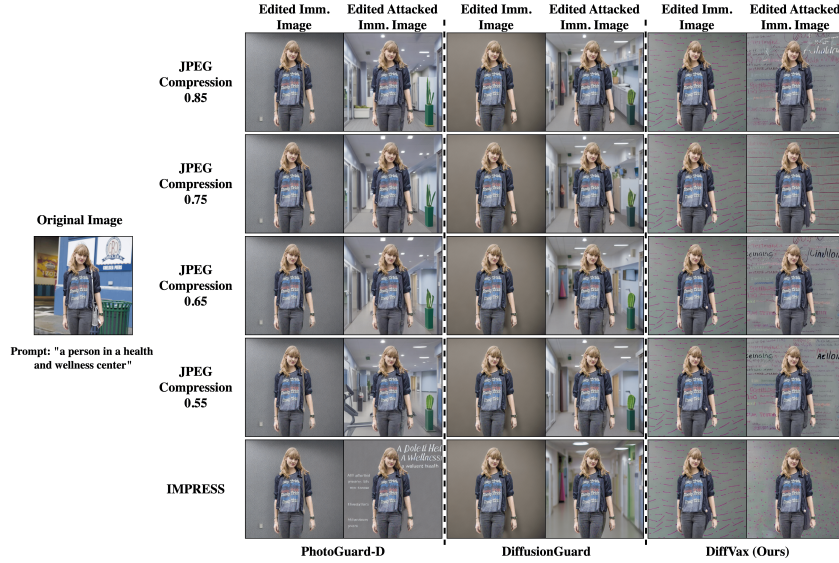 Edited Imm. Image
Edited Attacked Imm. Image
Edited Imm. Image
Edited Attacked Imm. Image
Edited Imm. Image
Edited Attacked Imm. Image
JPEG
Compression
0.85
JPEG
Compression
0.75
Original Image
JPEG
Compression
0.65
Prompt: "a person in a health
and wellness center"
JPEG
Compression
0.55
IMPRESS
PhotoGuard-D
DiffusionGuard
DiffVax (Ours)